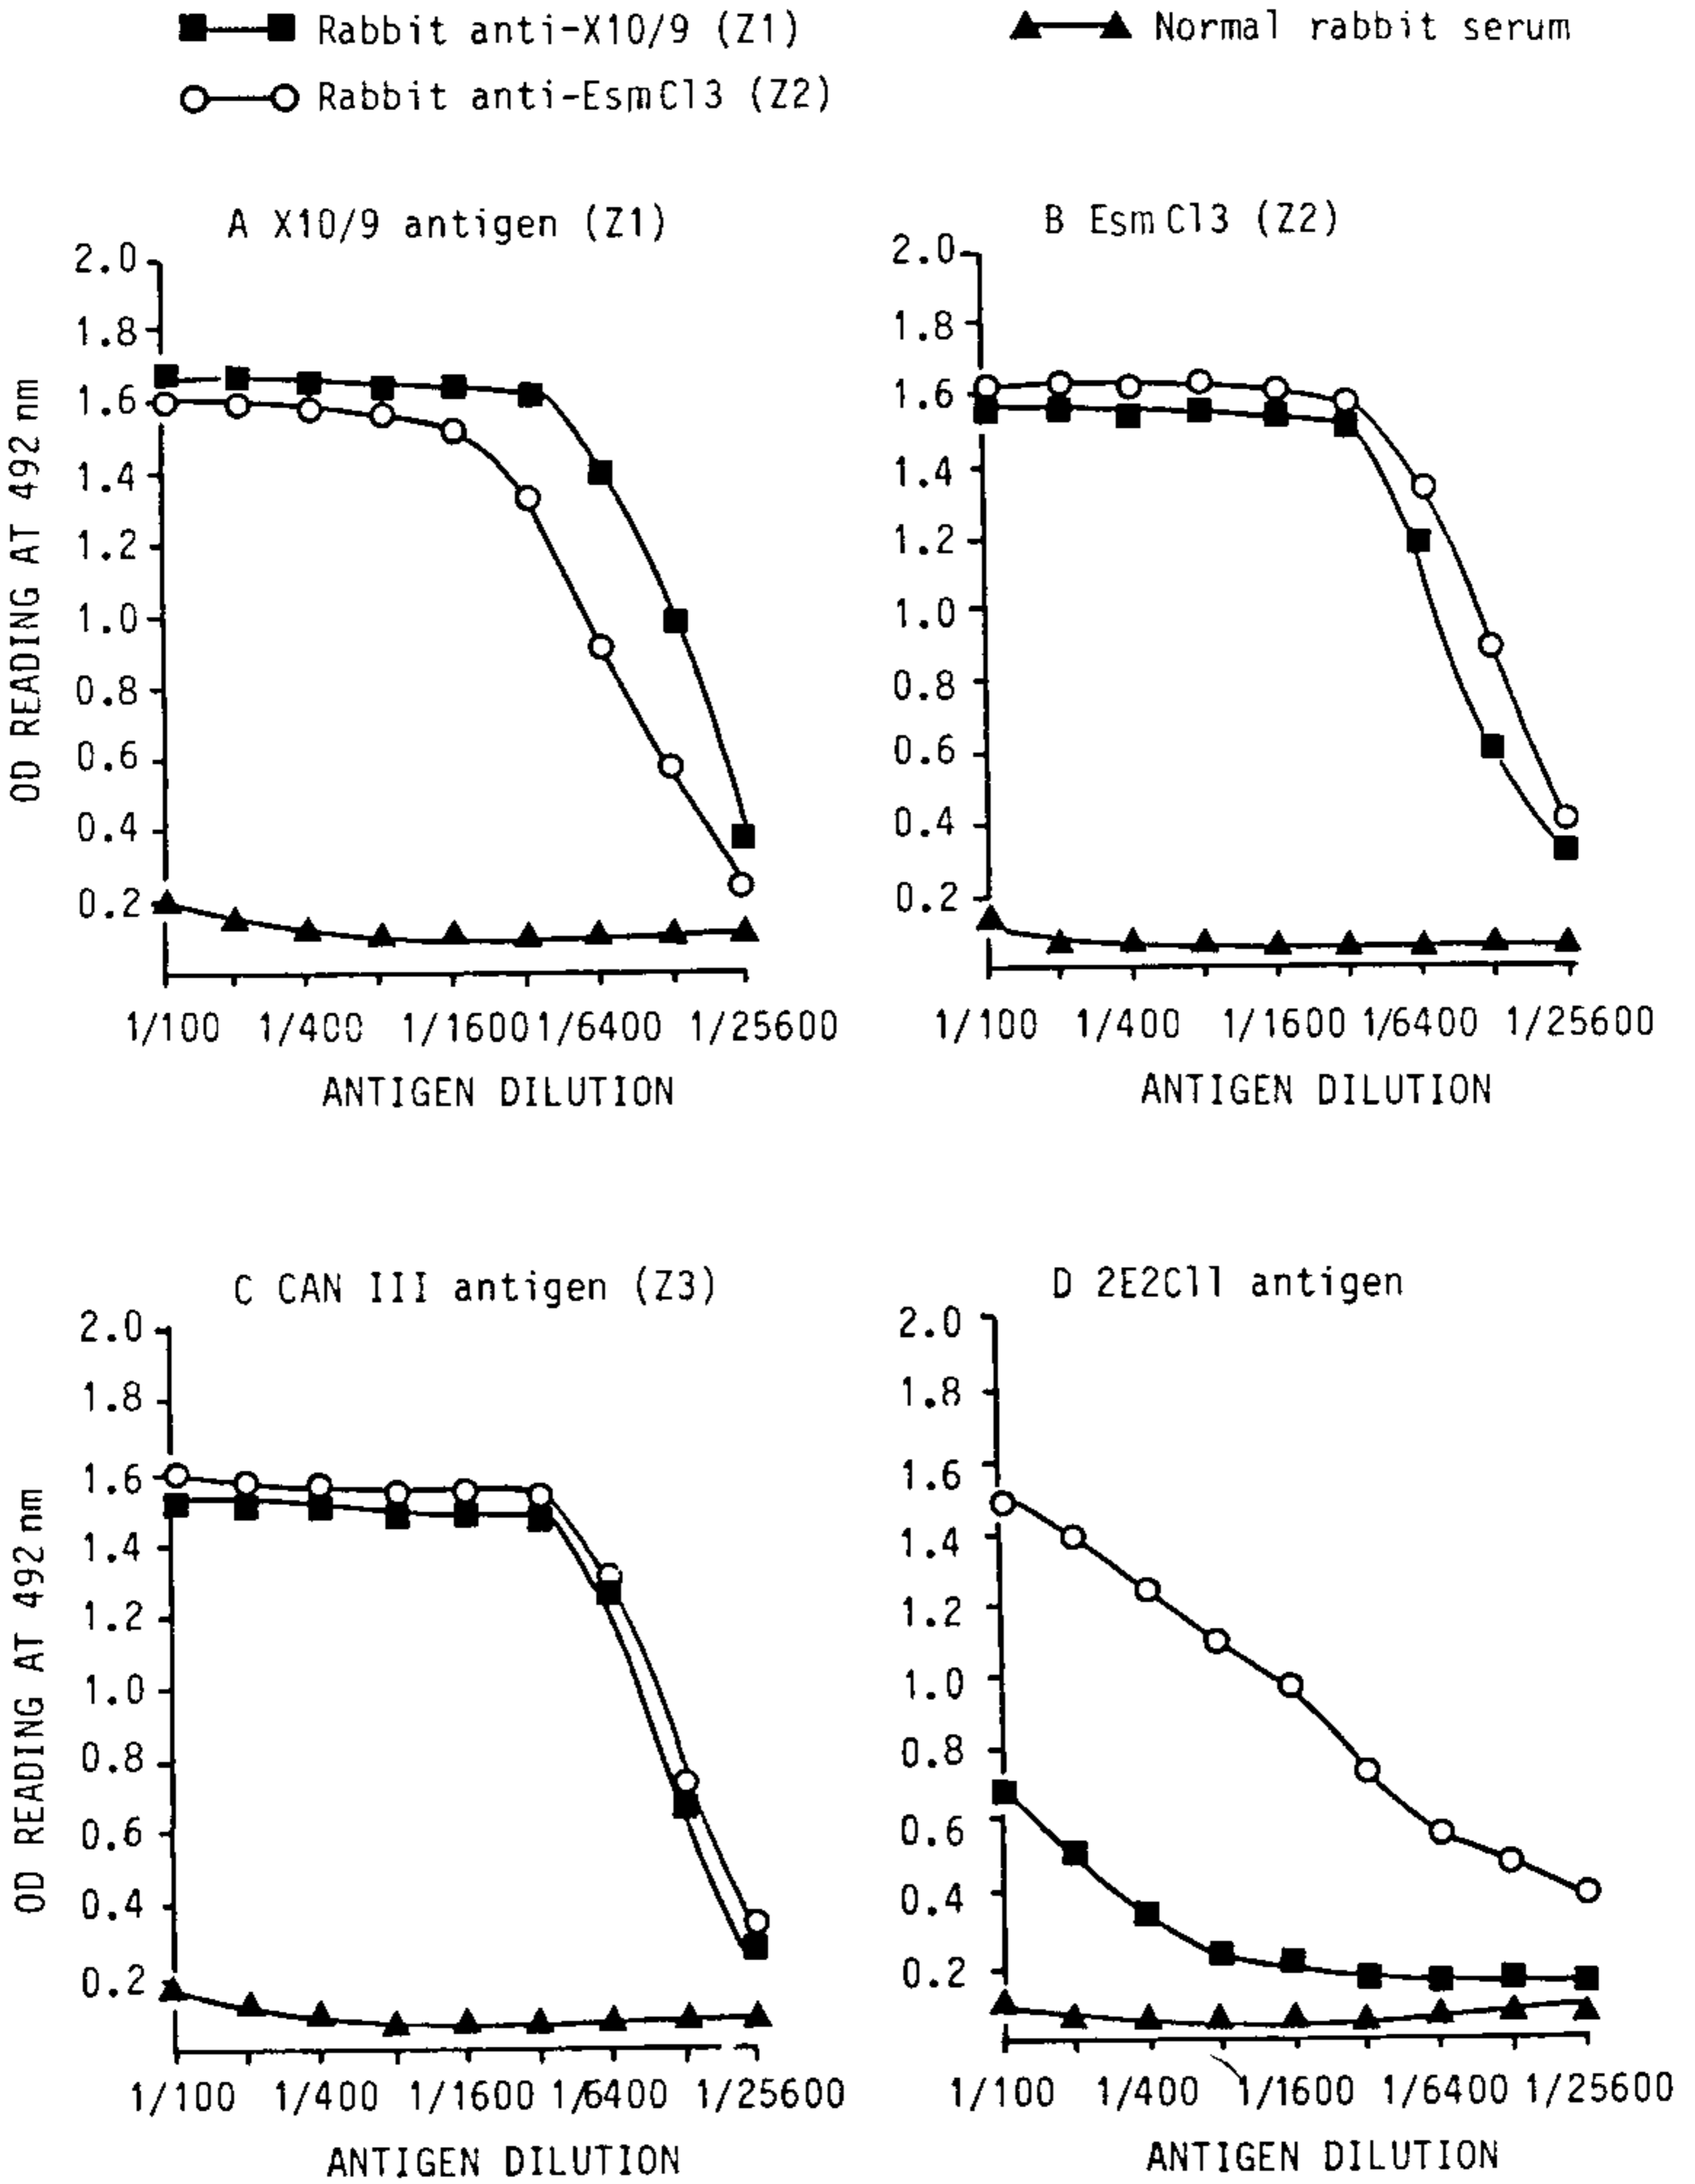 Rabbit anti-X10/9 (Z1)
Normal rabbit serum
Rabbit anti-EsmCl3 (Z2)
A X10/9 antigen (Z1)
2.0
1.8
1.6
1.4
1.2
1.0
0.8
0.6
0.4
0.2
OD READING AT 492 nm
1/100 1/400 1/1600 1/6400 1/25600
ANTIGEN DILUTION
B Esm Cl3 (Z2)
2.0
1.8
1.6
1.4
1.2
1.0
0.8
0.6
0.4
0.2
1/100 1/400 1/1600 1/6400 1/25600
ANTIGEN DILUTION
C CAN III antigen (Z3)
2.0
1.8
1.6
1.4
1.2
1.0
0.8
0.6
0.4
0.2
OD READING AT 492 nm
1/100 1/400 1/1600 1/6400 1/25600
ANTIGEN DILUTION
D 2E2Cl1 antigen
2.0
1.8
1.6
1.4
1.2
1.0
0.8
0.6
0.4
0.2
1/100 1/400 1/1600 1/6400 1/25600
ANTIGEN DILUTION